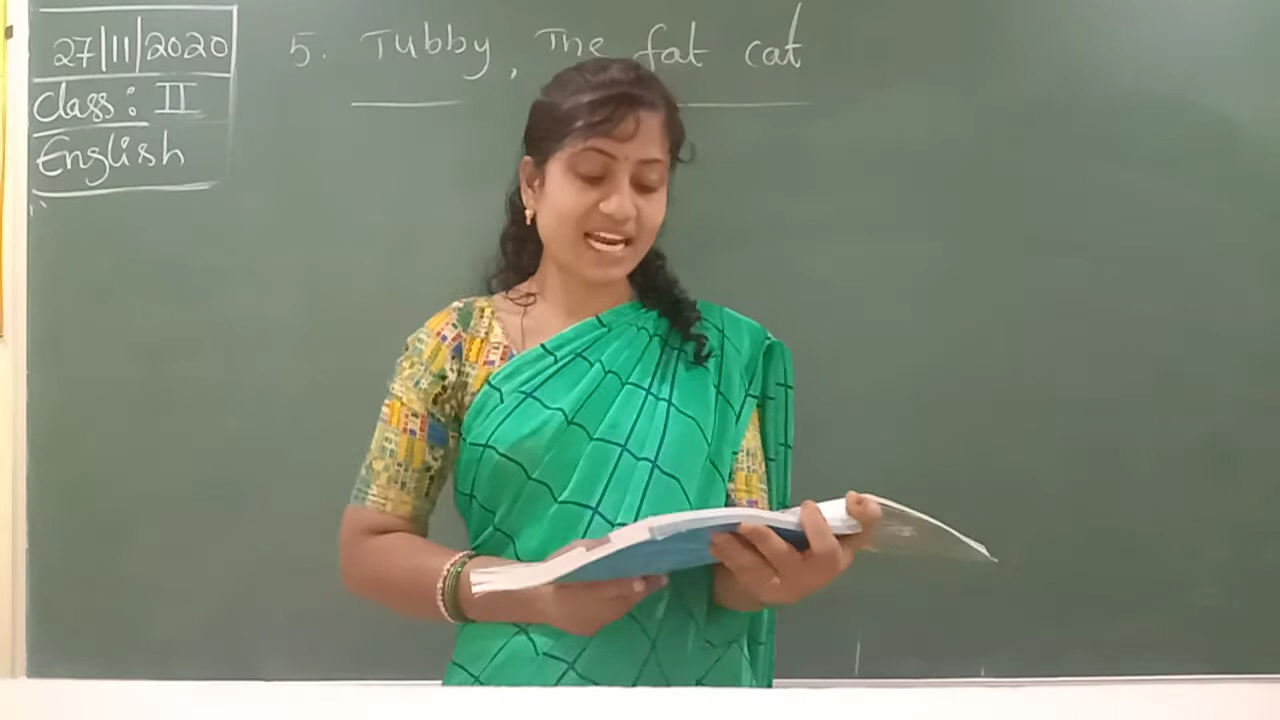 27/11/2020
Class: II
English
5. Tubby, The fat cat